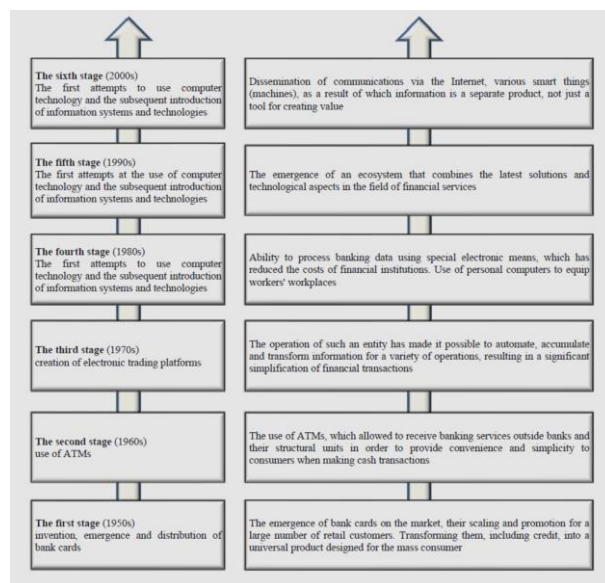 The sixth stage (2000s)
The first attempts to use computer
technology and the subsequent introduction
of information systems and technologies
Dissemination of communications via the Internet, various smart things
(machines), as a result of which information is a separate product, not just a
tool for creating value
The fifth stage (1990s)
The first attempts at the use of computer
technology and the subsequent introduction
of information systems and technologies
The emergence of an ecosystem that combines the latest solutions and
technological aspects in the field of financial services
The fourth stage (1980s)
The first attempts to use computer
technology and the subsequent introduction
of information systems and technologies
Ability to process banking data using special electronic means, which has
reduced the costs of financial institutions. Use of personal computers to equip
workers' workplaces
The third stage (1970s)
creation of electronic trading platforms
The operation of such an entity has made it possible to automate, accumulate
and transform information for a variety of operations, resulting in a significant
simplification of financial transactions
The second stage (1960s)
use of ATMs
The use of ATMs, which allowed to receive banking services outside banks and
their structural units in order to provide convenience and simplicity to
consumers when making cash transactions
The first stage (1950s)
invention, emergence and distribution of
bank cards
The emergence of bank cards on the market, their scaling and promotion for a
large number of retail customers. Transforming them, including credit, into a
universal product designed for the mass consumer